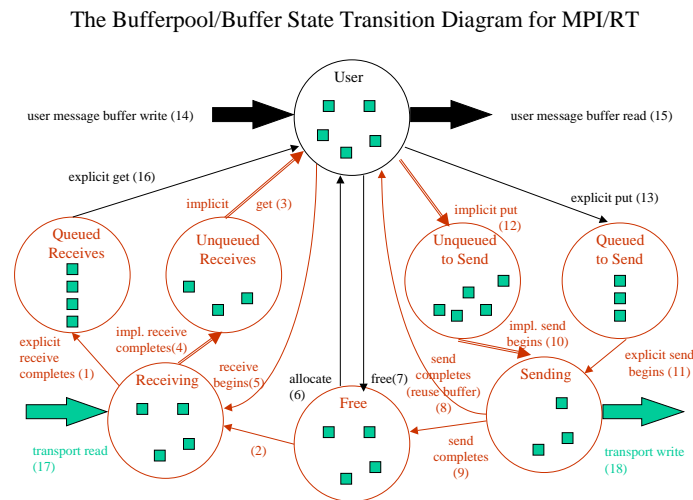 The Bufferpool/Buffer State Transition Diagram for MPI/RT
User
user message buffer write (14)
user message buffer read (15)
explicit get (16)
implicit
get (3)
implicit put
(12)
explicit put (13)
Queued
Receives
Unqueued
Receives
Unqueued
to Send
Queued
to Send
explicit
receive
completes (1)
impl. receive
completes(4)
receive
begins(5)
allocate
(6)
free(7)
send
completes
(reuse buffer)
(8)
impl. send
begins (10)
explicit send
begins (11)
Receiving
Free
Sending
transport read
(17)
(2)
send
completes
(9)
transport write
(18)